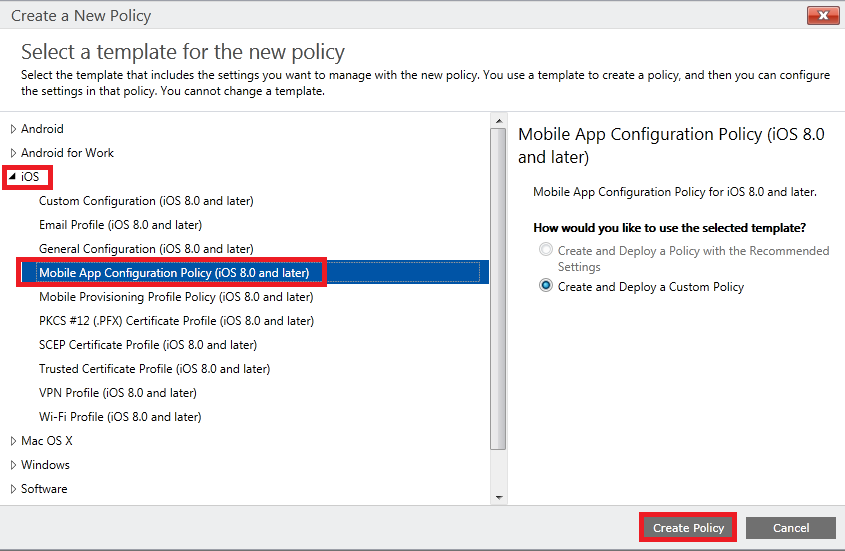 Create a New Policy
Select a template for the new policy
Select the template that includes the settings you want to manage with the new policy. You use a template to create a policy, and then you can configure
the settings in that policy. You cannot change a template.
Android
Android for Work
iOS
Custom Configuration (iOS 8.0 and later)
Email Profile (iOS 8.0 and later)
General Configuration (iOS 8.0 and later)
Mobile App Configuration Policy (iOS 8.0 and later)
Mobile Provisioning Profile Policy (iOS 8.0 and later)
PKCS #12 (.PFX) Certificate Profile (iOS 8.0 and later)
SCEP Certificate Profile (iOS 8.0 and later)
Trusted Certificate Profile (iOS 8.0 and later)
VPN Profile (iOS 8.0 and later)
Wi-Fi Profile (iOS 8.0 and later)
Mac OS X
Windows
Software
Mobile App Configuration Policy (iOS 8.0
and later)
Mobile App Configuration Policy for iOS 8.0 and later.
How would you like to use the selected template?
Create and Deploy a Policy with the Recommended
Settings
Create and Deploy a Custom Policy
Create Policy
Cancel